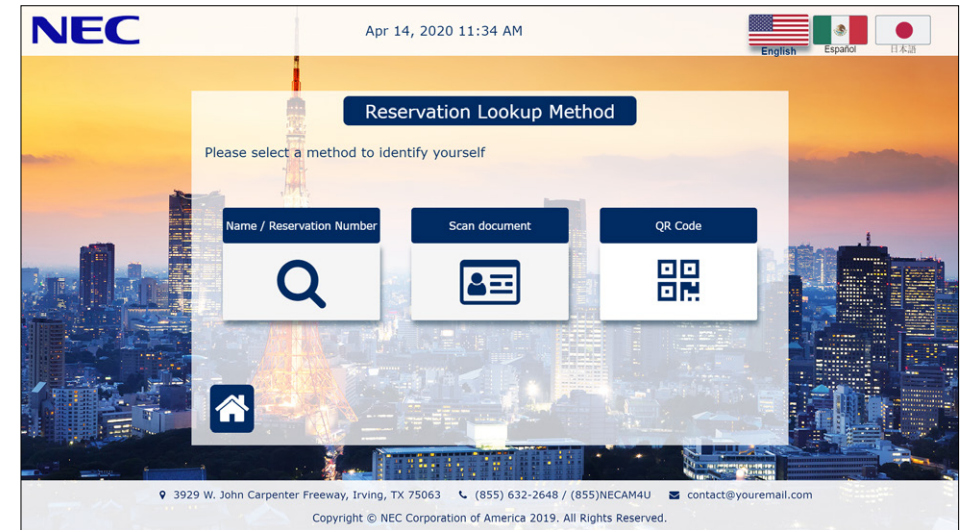 NEC
Apr 14, 2020 11:34 AM
English
Español
日本語
Reservation Lookup Method
Please select a method to identify yourself
Name / Reservation Number
Scan document
QR Code
3929 W. John Carpenter Freeway, Irving, TX 75063 (855) 632-2648 / (855)NECAM4U contact@youremail.com
Copyright © NEC Corporation of America 2019. All Rights Reserved.